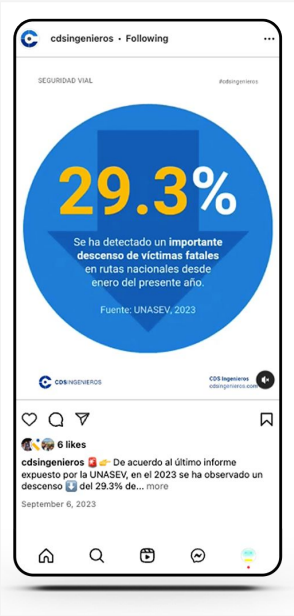 cdsingenieros • Following
SEGURIDAD VIAL
#cdsingenieros
29.3%
Se ha detectado un importante
descenso de víctimas fatales
en rutas nacionales desde
enero del presente año.
Fuente: UNASEV, 2023
CDSINGENIEROS
CDS Ingenieros
cdsingenieros.com
6 likes
cdsingenieros 🚨👉 De acuerdo al último informe
expuesto por la UNASEV, en el 2023 se ha observado un
descenso ⬇️ del 29.3% de... more
September 6, 2023